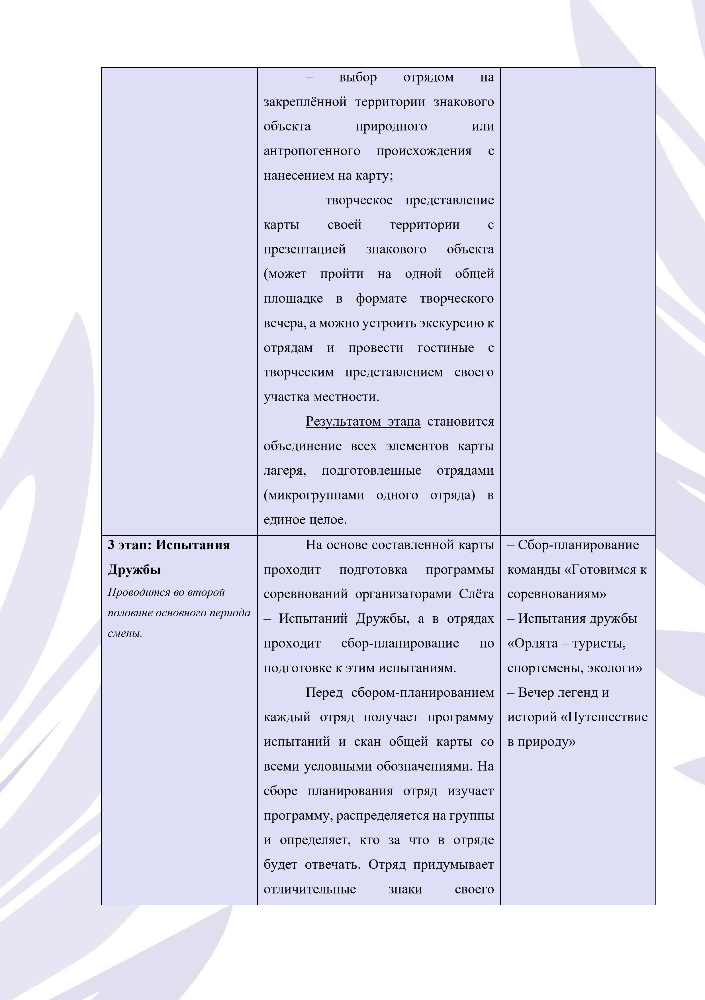 – выбор отрядом на
закреплённой территории знакового
объекта природного или
антропогенного происхождения с
нанесением на карту;
– творческое представление
карты своей территории с
презентацией знакового объекта
(может пройти на одной общей
площадке в формате творческого
вечера, а можно устроить экскурсию к
отрядам и провести гостиные с
творческим представлением своего
участка местности.
Результатом этапа становится
объединение всех элементов карты
лагеря, подготовленные отрядами
(микрогруппами одного отряда) в
единое целое.
3 этап: Испытания
Дружбы
Проводится во второй
половине основного периода
смены.
На основе составленной карты
проходит подготовка программы
соревнований организаторами Слёта
– Испытаний Дружбы, а в отрядах
проходит сбор-планирование по
подготовке к этим испытаниям.
Перед сбором-планированием
каждый отряд получает программу
испытаний и скан общей карты со
всеми условными обозначениями. На
сборе планирования отряд изучает
программу, распределяется на группы
и определяет, кто за что в отряде
будет отвечать. Отряд придумывает
отличительные знаки своего
– Сбор-планирование
команды «Готовимся к
соревнованиям»
– Испытания дружбы
«Орлята – туристы,
спортсмены, экологи»
– Вечер легенд и
историй «Путешествие
в природу»